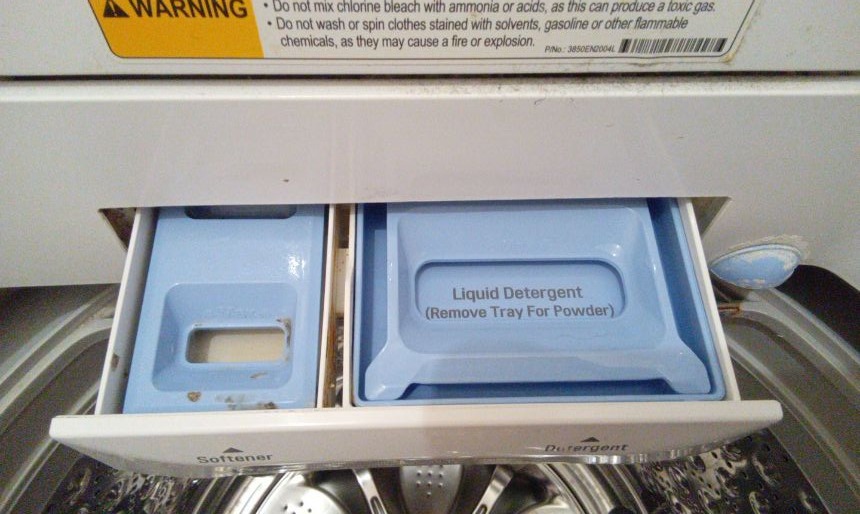 WARNING
• Do not mix chlorine bleach with ammonia or acids, as this can produce a toxic gas.
• Do not wash or spin clothes stained with solvents, gasoline or other flammable
chemicals, as they may cause a fire or explosion.
P/No.: 3850EN2004L
Liquid Detergent
(Remove Tray For Powder)
Softener
Detergent